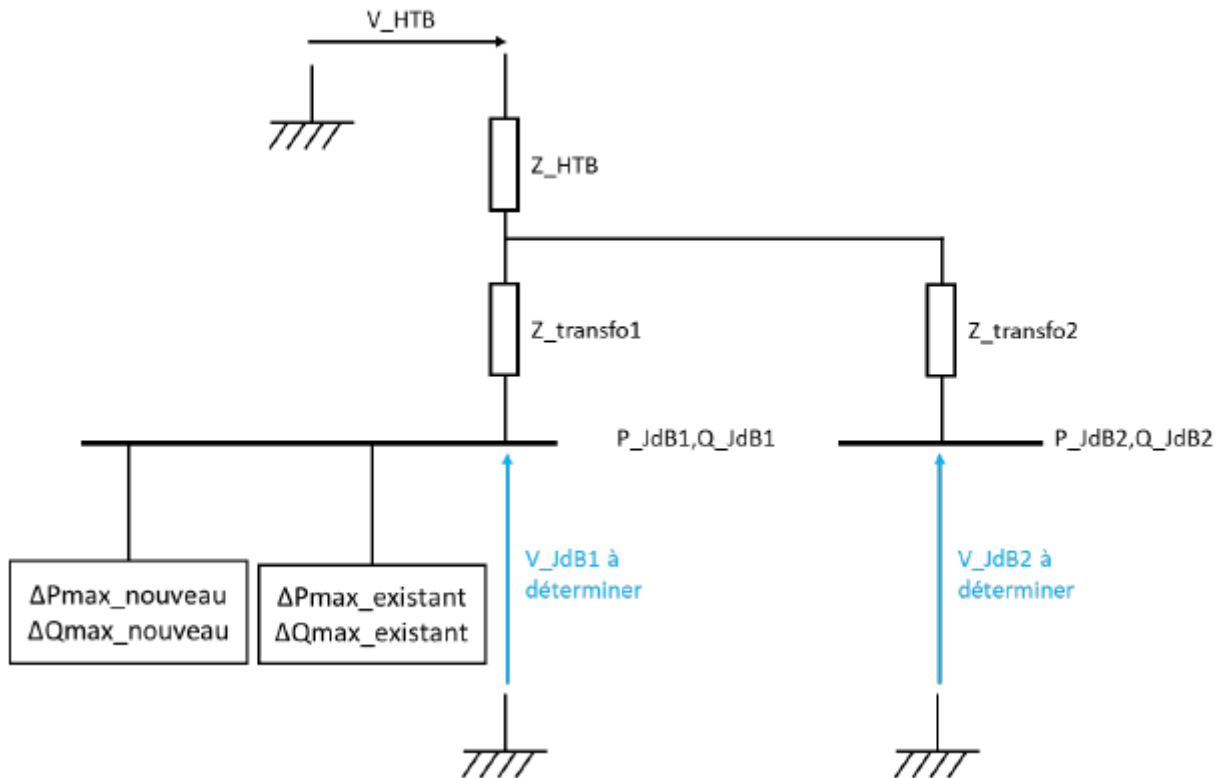 V_HTB
Z_HTB
Z_transfo1
Z_transfo2
P_JdB1,Q_JdB1
P_JdB2,Q_JdB2
ΔPmax_nouveau
ΔQmax_nouveau
ΔPmax_existant
ΔQmax_existant
V_JdB1 à
déterminer
V_JdB2 à
déterminer